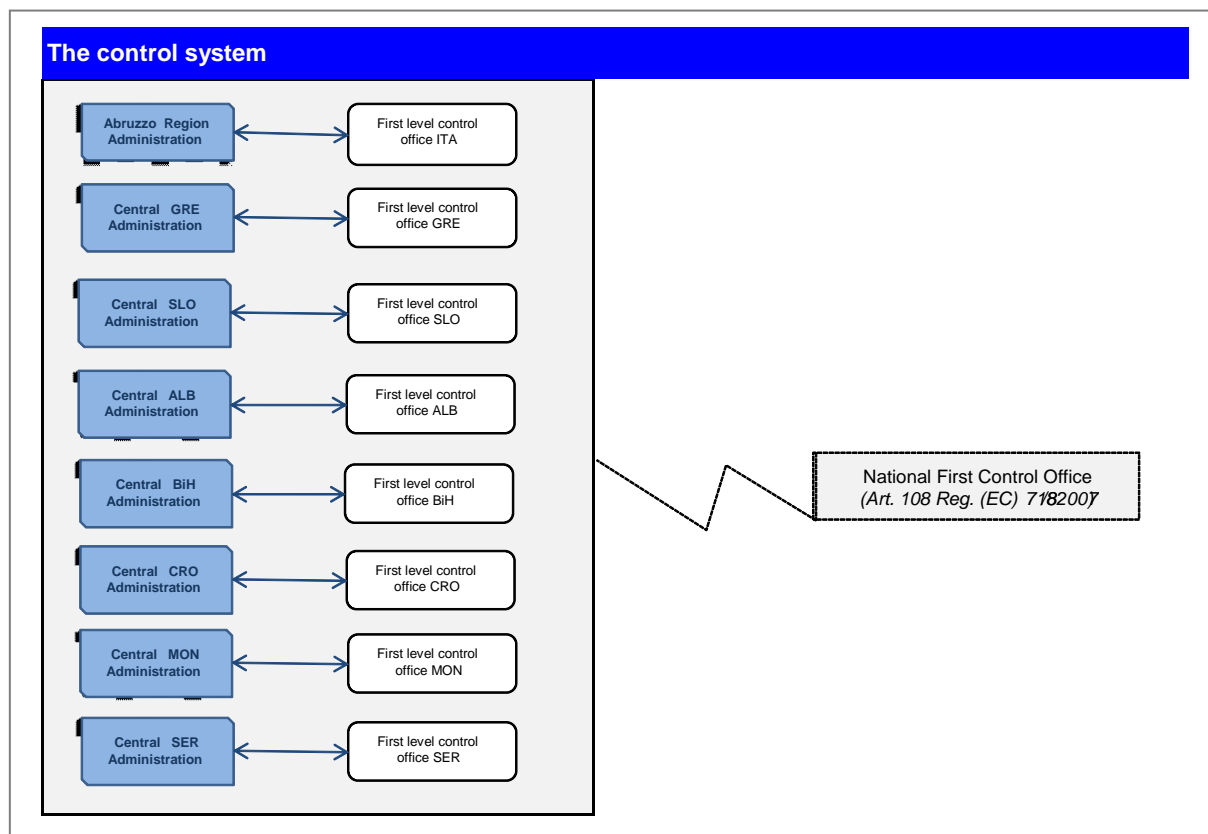 The control system
Abruzzo Region
Administration
First level control
office ITA
Central GRE
Administration
First level control
office GRE
Central SLO
Administration
First level control
office SLO
Central ALB
Administration
First level control
office ALB
Central BiH
Administration
First level control
office BiH
National First Control Office
(Art. 108 Reg. (EC)
Central CRO
Administration
First level control
office CRO
Central MON
Administration
First level control
office MON
Central SER
Administration
First level control
office SER